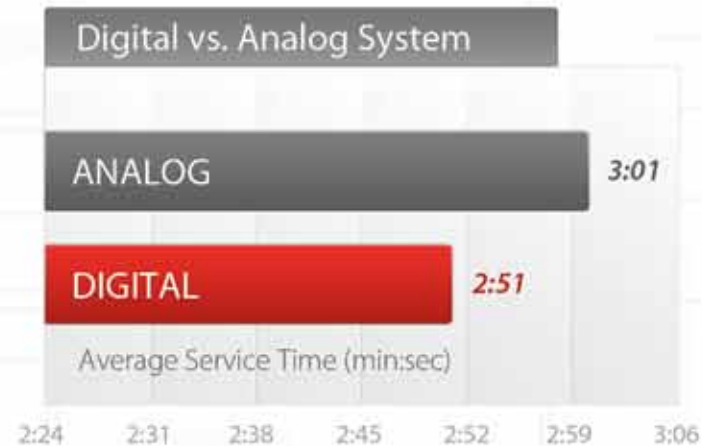 Digital vs. Analog System
ANALOG 3:01
DIGITAL 2:51
Average Service Time (min:sec)
2:24 2:31 2:38 2:45 2:52 2:59 3:06